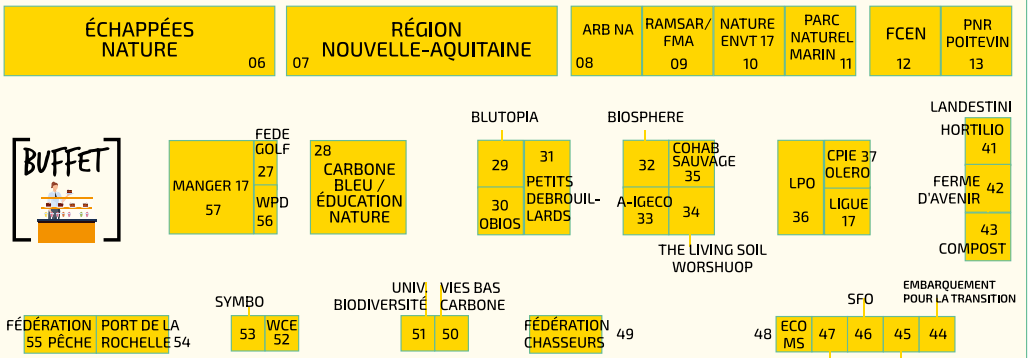 ÉCHAPPÉES
NATURE
06
RÉGION
NOUVELLE-AQUITAINE
07
ARB NA
08
RAMSAR/
FMA
09
NATURE
ENVT 17
10
PARC
NATUREL
MARIN 11
FCEN
12
PNR
POITEVIN
13
BUFFET
MANGER 17
57
FEDE
GOLF
27
WPD
56
28
CARBONE
BLEU /
ÉDUCATION
NATURE
BLUTOPIA
29
30
OBIOS
31
PETITS
DEBROUIL-
LARDS
BIOSPHERE
32
COHAB
SAUVAGE
35
A-IGECO
33
34
THE LIVING SOIL
WORSHUOP
LPO
36
CPIE 37
OLERO
LIGUE
17
LANDESTINI
HORTILIO
41
FERME
D'AVENIR
42
43
COMPOST
FÉDÉRATION
55 PÊCHE
PORT DE LA
ROCHELLE 54
SYMBO
53
WCE
52
UNIV.
BIODIVERSITÉ
51
VIES BAS
CARBONE
50
FÉDÉRATION
CHASSEURS
49
48
ECO
MS
47
SFO
46
45
EMBARQUEMENT
POUR LA TRANSITION
44